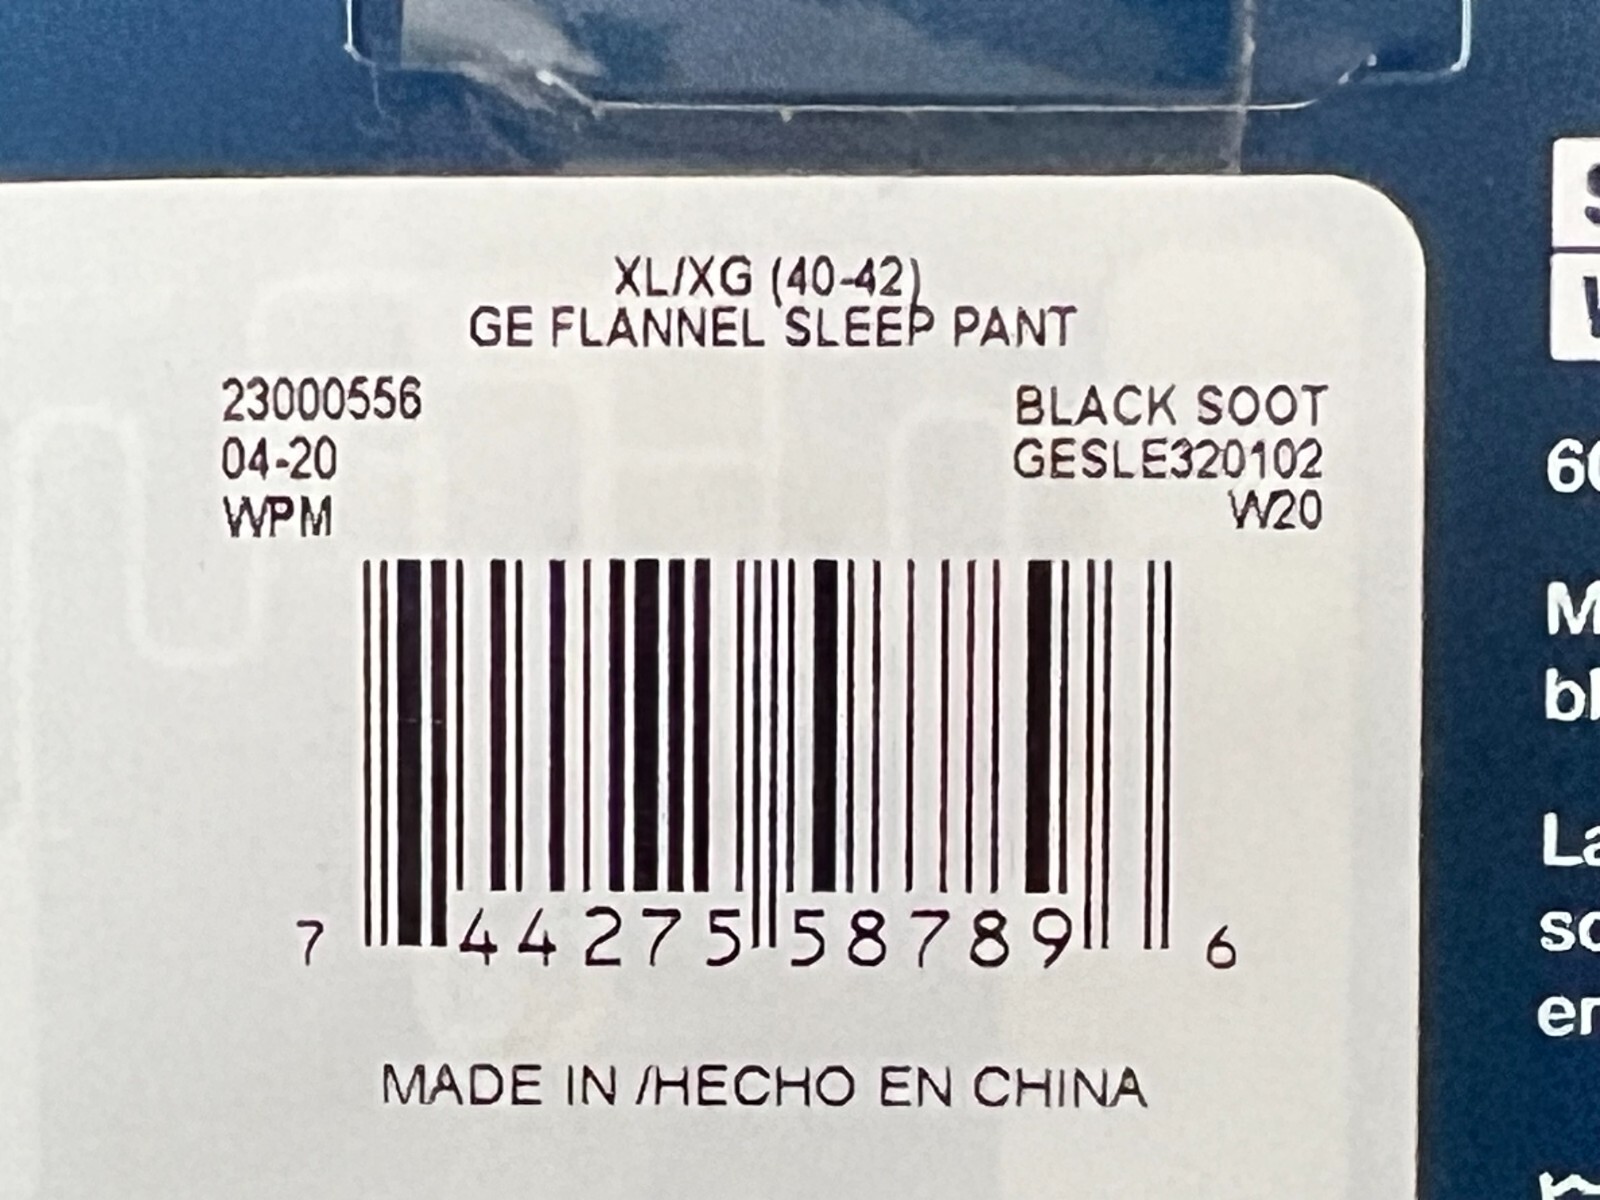 XL/XG (40-42)
GE FLANNEL SLEEP PANT
23000556
04-20
WPM
BLACK SOOT
GESLE320102
W20
7 44275 58789 6
MADE IN /HECHO EN CHINA